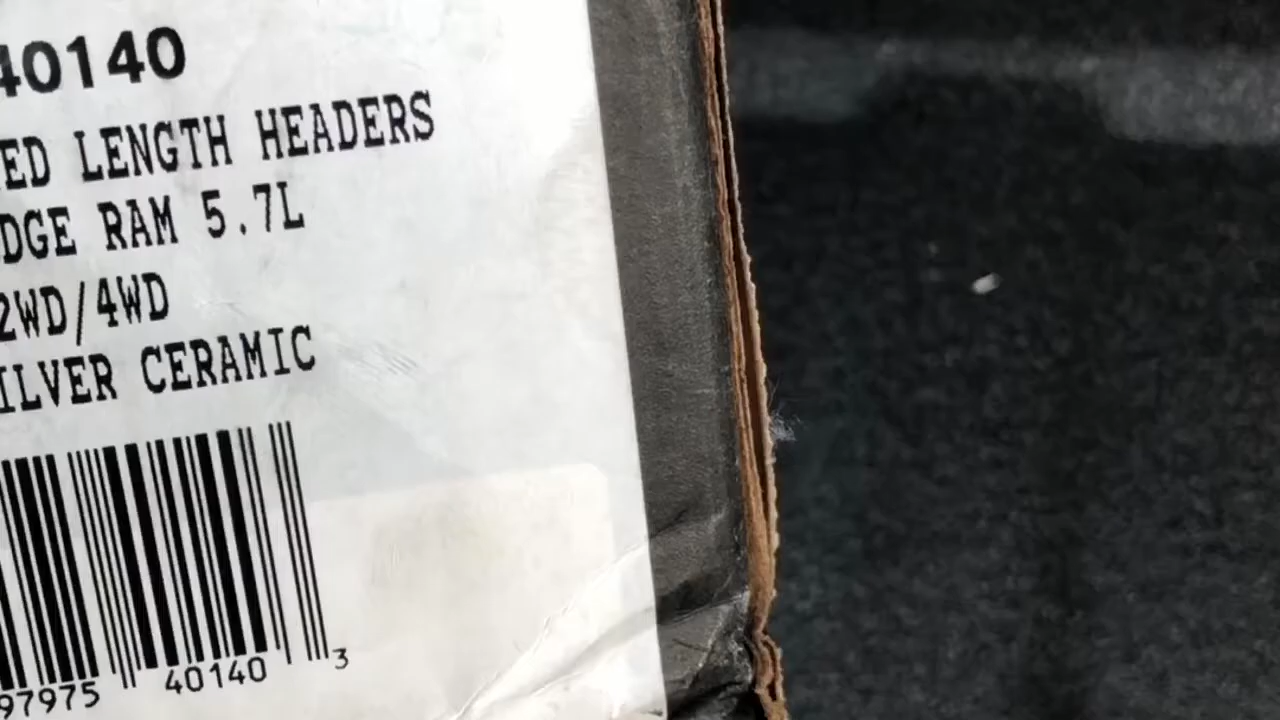 40140
ED LENGTH HEADERS
DGE RAM 5.7L
2WD/4WD
ILVER CERAMIC
97975 40140 3